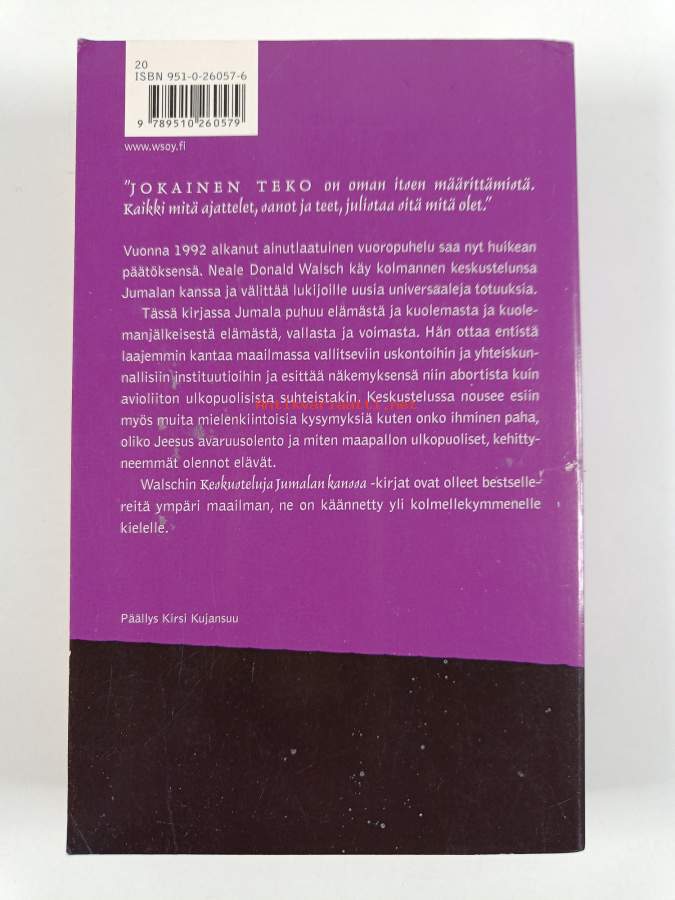 20
ISBN 951-0-26057-6
9 789510 260579
www.wsoy.fi
"JOKAINEN TEKO on oman itsen määrittämistä.
Kaikki mitä ajattelet, sanot ja teet, julistaa sitä mitä olet."
Vuonna 1992 alkanut ainutlaatuinen vuoropuhelu saa nyt huikean
päätöksensä. Neale Donald Walsch käy kolmannen keskustelunsa
Jumalan kanssa ja välittää lukijoille uusia universaaleja totuuksia.
Tässä kirjassa Jumala puhuu elämästä ja kuolemasta ja kuole-
manjälkeisestä elämästä, vallasta ja voimasta. Hän ottaa entistä
laajemmin kantaa maailmassa vallitseviin uskontoihin ja yhteiskun-
nallisiin instituutioihin ja esittää näkemyksensä niin abortista kuin
avioliiton ulkopuolisista suhteistakin. Keskustelussa nousee esiin
antikvariaatti.net
myös muita mielenkiintoisia kysymyksiä kuten onko ihminen paha,
oliko Jeesus avaruusolento ja miten maapallon ulkopuoliset, kehitty-
neemmät olennot elävät.
Walschin Keskusteluja Jumalan kanssa -kirjat ovat olleet bestselle-
reitä ympäri maailman, ne on käännetty yli kolmellekymmenelle
kielelle.
Päällys Kirsi Kujansuu